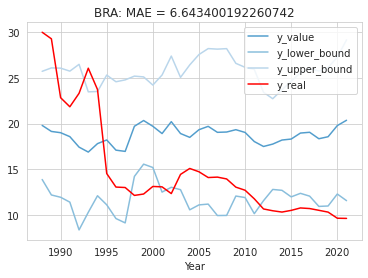 BRA: MAE = 6.643400192260742
30
25
20
15
10
y_value
y_lower_bound
y_upper_bound
y_real
1990 1995 2000 2005 2010 2015 2020
Year